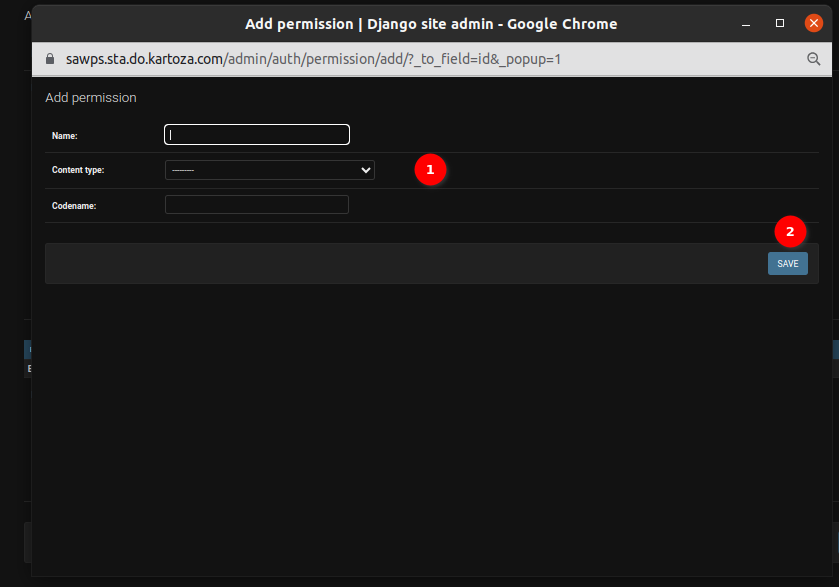 A
Add permission | Django site admin - Google Chrome
sawps.sta.do.kartoza.com/admin/auth/permission/add/?_to_field=id&_popup=1
Add permission
Name:
Content type: --------- 1
Codename:
2
SAVE